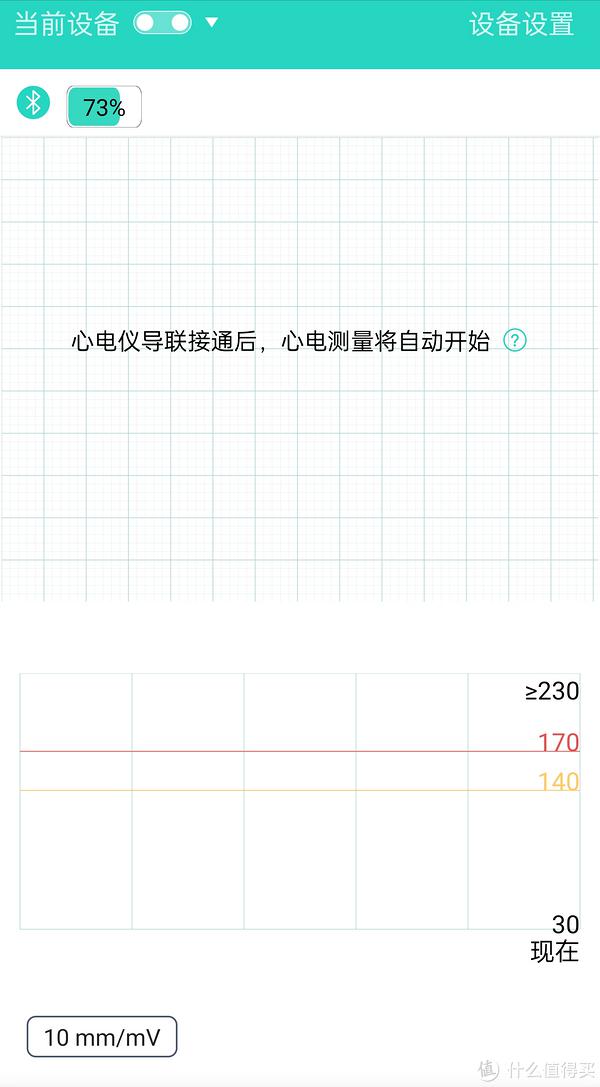 当前设备
设备设置
73%
心电仪导联接通后，心电测量将自动开始 ?
≥230
170
140
30
现在
10 mm/mV
值 什么值得买